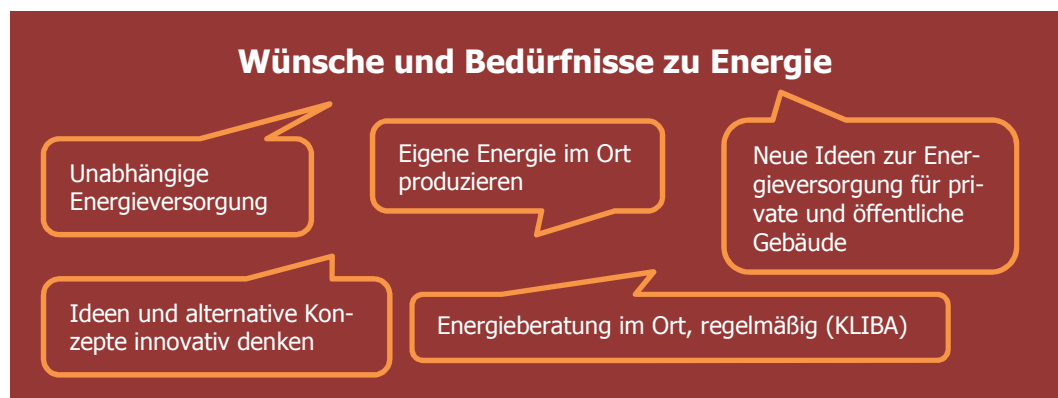 Wünsche und Bedürfnisse zu Energie
Unabhängige
Energieversorgung
Eigene Energie im Ort
produzieren
Neue Ideen zur Ener-
gieversorgung für pri-
vate und öffentliche
Gebäude
Ideen und alternative Kon-
zepte innovativ denken
Energieberatung im Ort, regelmäßig (KLIBA)